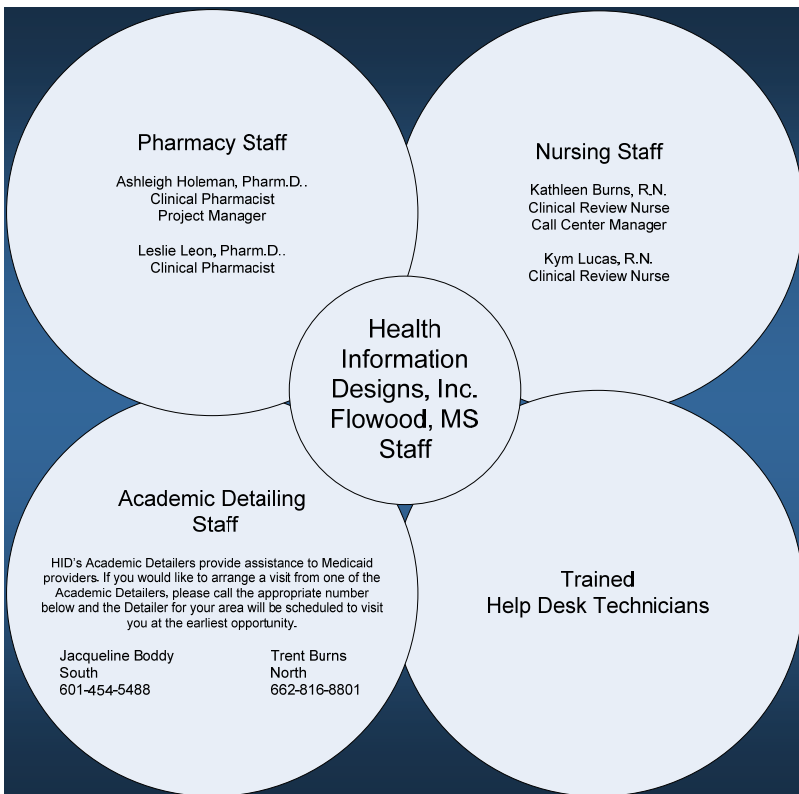 Pharmacy Staff
Ashleigh Holeman, Pharm.D..
Clinical Pharmacist
Project Manager
Leslie Leon, Pharm.D..
Clinical Pharmacist
Nursing Staff
Kathleen Burns, R.N.
Clinical Review Nurse
Call Center Manager
Kym Lucas, R.N.
Clinical Review Nurse
Health
Information
Designs, Inc.
Flowood, MS
Staff
Academic Detailing
Staff
HID's Academic Detailers provide assistance to Medicaid
providers. If you would like to arrange a visit from one of the
Academic Detailers, please call the appropriate number
below and the Detailer for your area will be scheduled to visit
you at the earliest opportunity.
Jacqueline Boddy
South
601-454-5488
Trent Burns
North
662-816-8801
Trained
Help Desk Technicians